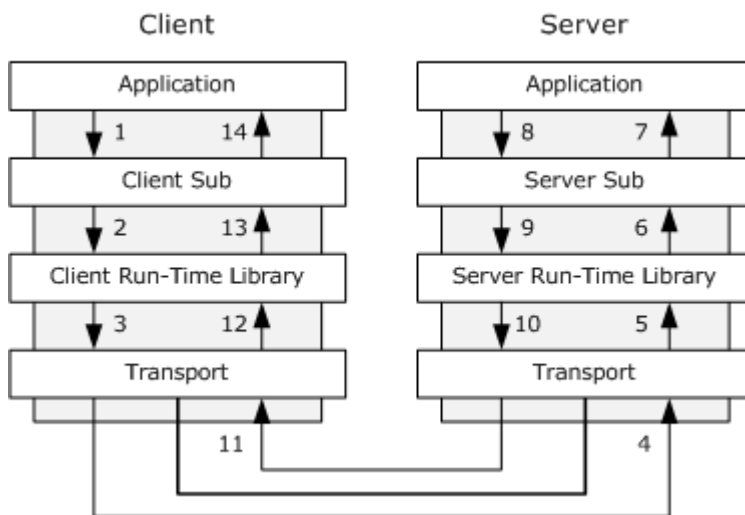 Client Server
Application Application
1 14 8 7
Client Sub Server Sub
2 13 9 6
Client Run-Time Library Server Run-Time Library
3 12 10 5
Transport Transport
11 4